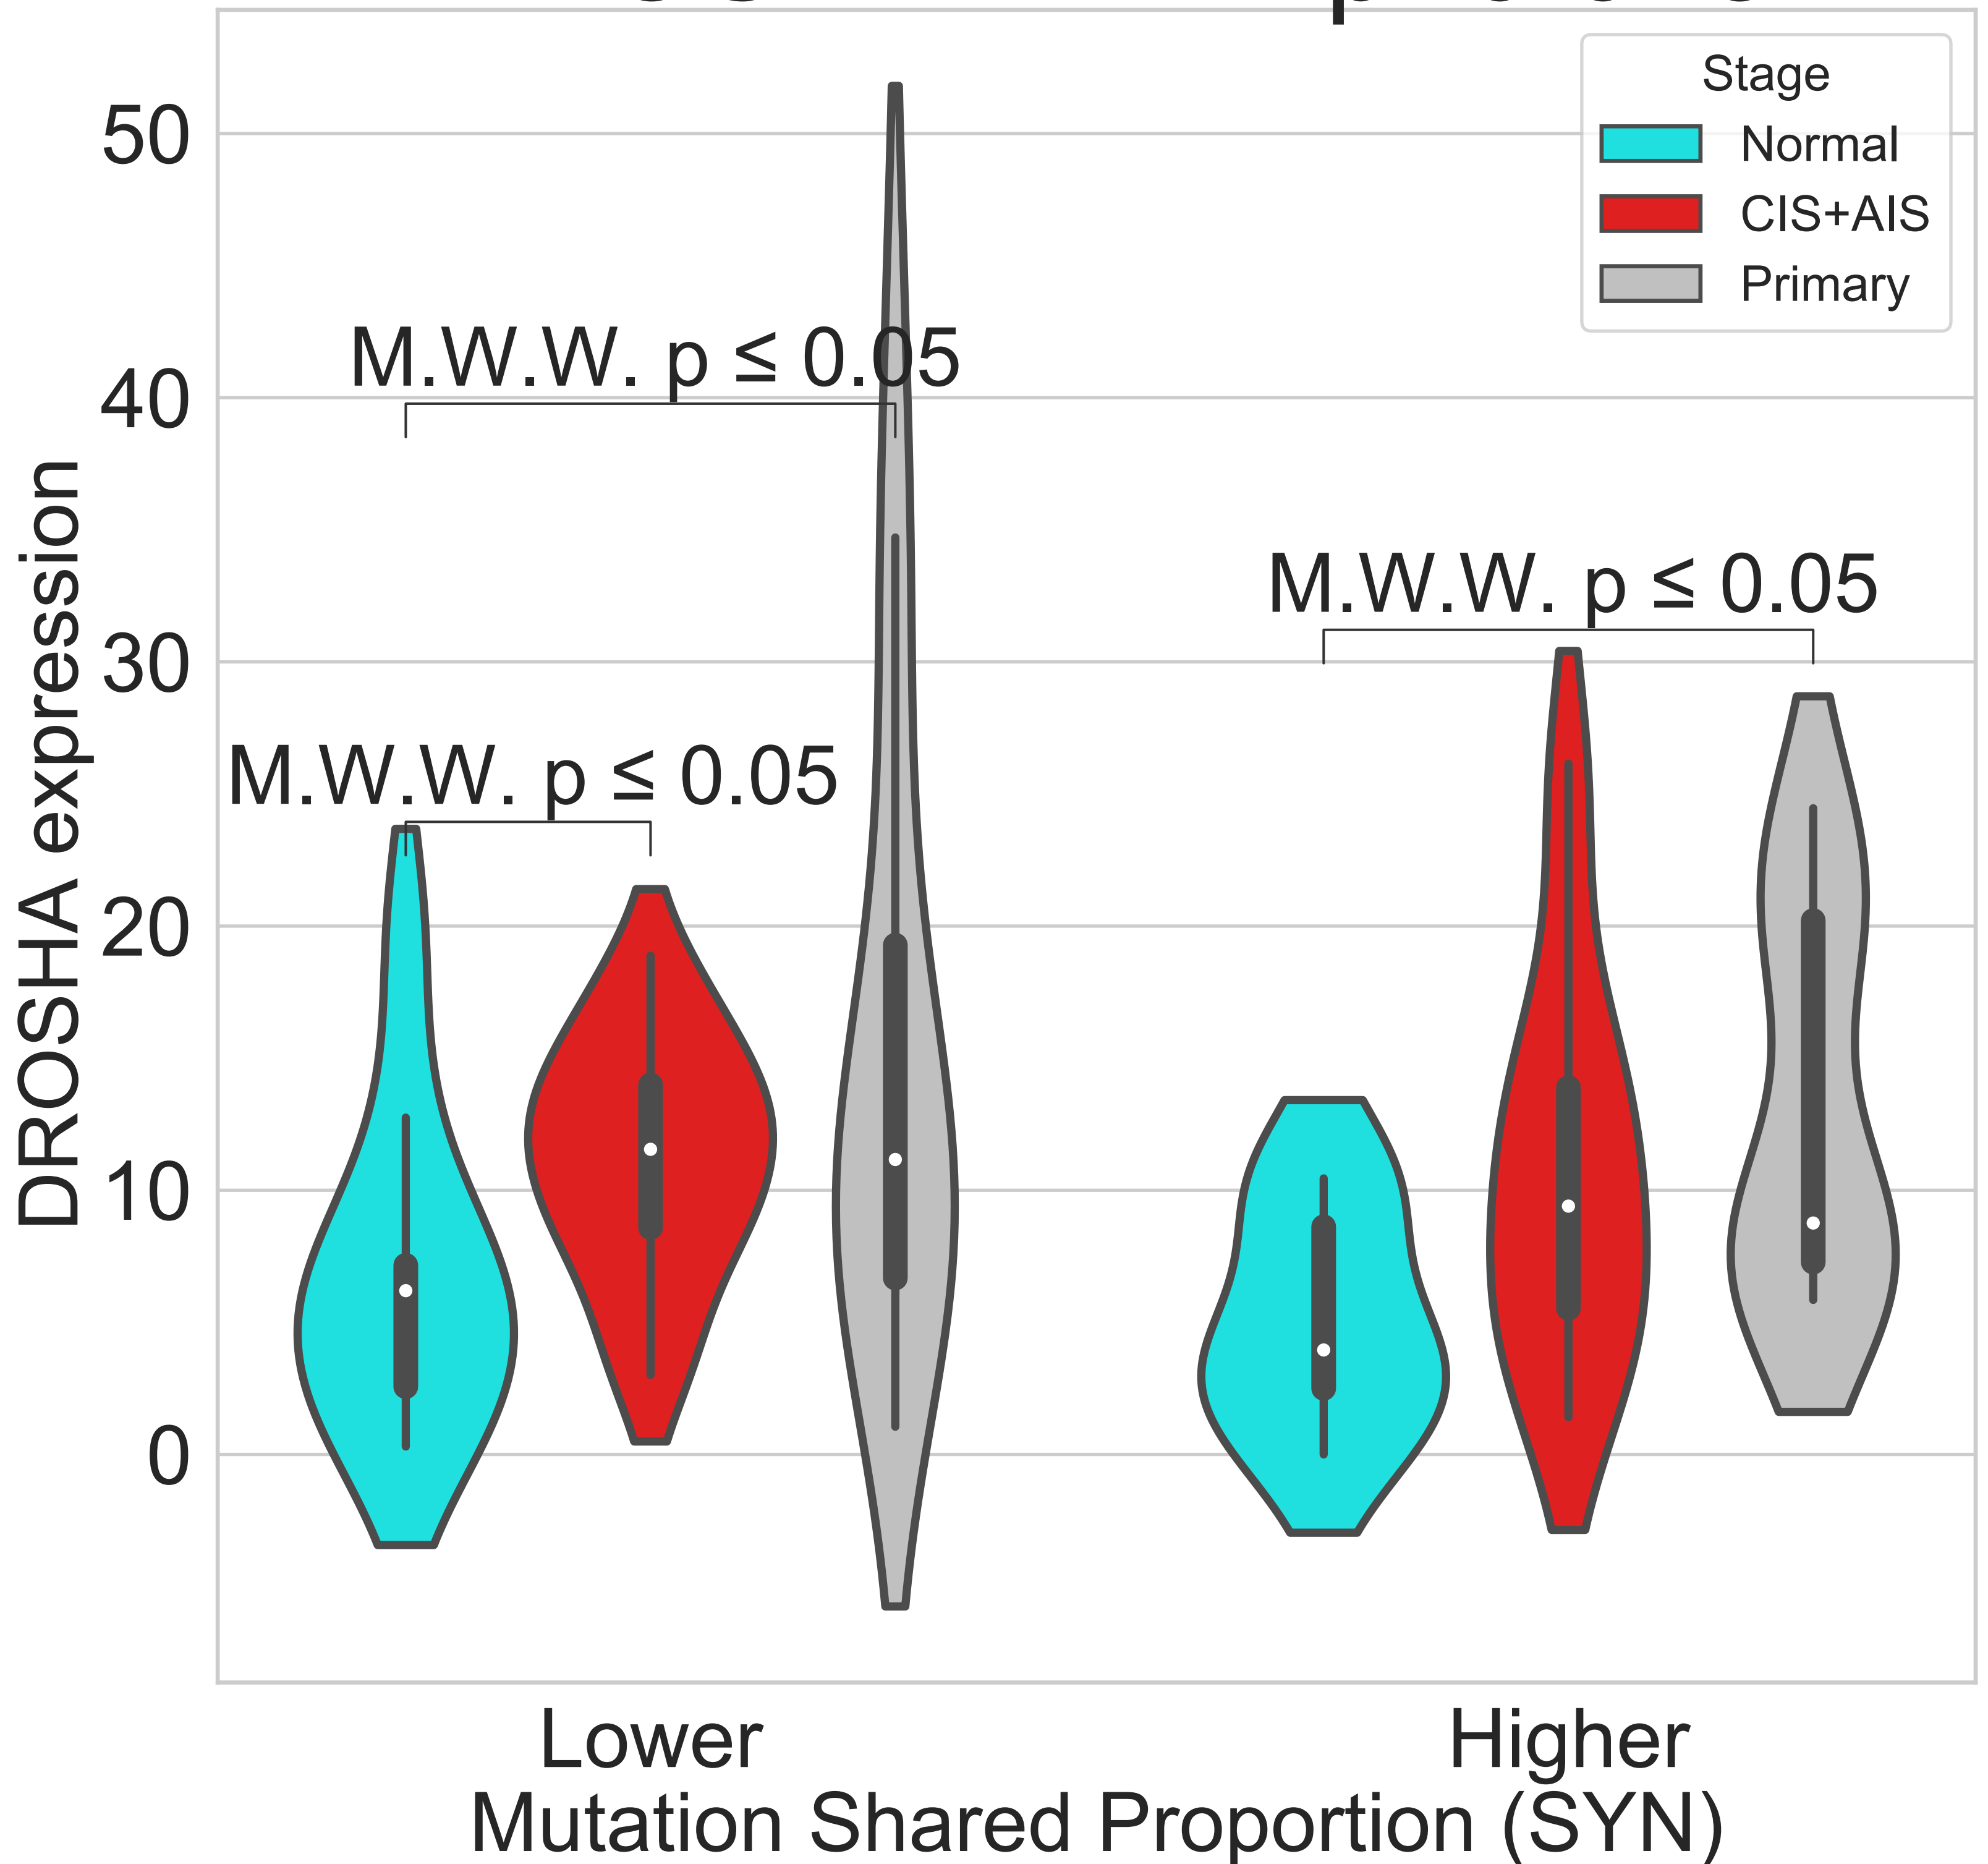 Stage
Normal
CIS+AIS
Primary
50
40
30
20
10
0
DROSHA expression
M.W.W. p ≤ 0.05
M.W.W. p ≤ 0.05
M.W.W. p ≤ 0.05
Lower
Higher
Mutation Shared Proportion (SYN)